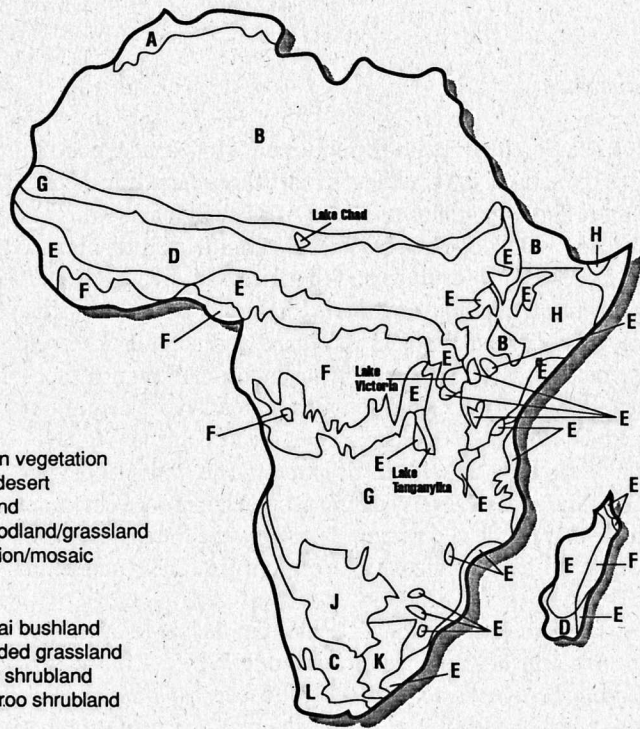 A
B
G
Lake Chad
E
D
E
B
H
F
E
E
E
H
F
B
E
E
E
F
Lake
Victoria
E
F
E
E
n vegetation
desert
nd
odland/grassland
ion/mosaic
E
Lake
Tanganyika
G
E
E
E
F
E
D
E
J
E
C
K
E
L
ai bushland
ded grassland
shrubland
r.oo shrubland